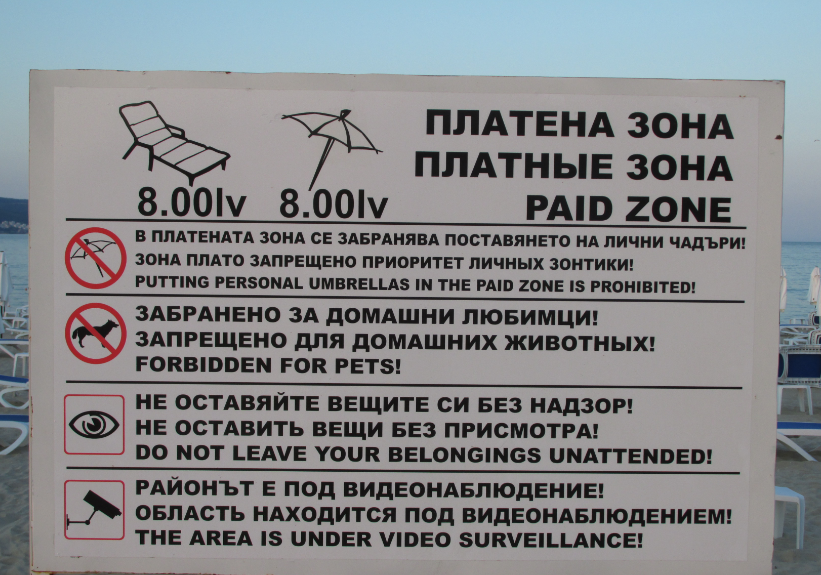 ПЛАТЕНА ЗОНА
ПЛАТНЫЕ ЗОНА
8.00lv 8.00lv PAID ZONE
В ПЛАТЕНАТА ЗОНА СЕ ЗАБРАНЯВА ПОСТАВЯНЕТО НА ЛИЧНИ ЧАДЪРИ!
ЗОНА ПЛАТО ЗАПРЕЩЕНО ПРИОРИТЕТ ЛИЧНЫХ ЗОНТИКИ!
PUTTING PERSONAL UMBRELLAS IN THE PAID ZONE IS PROHIBITED!
ЗАБРАНЕНО ЗА ДОМАШНИ ЛЮБИМЦИ!
ЗАПРЕЩЕНО ДЛЯ ДОМАШНИХ ЖИВОТНЫХ!
FORBIDDEN FOR PETS!
НЕ ОСТАВЯЙТЕ ВЕЩИТЕ СИ БЕЗ НАДЗОР!
НЕ ОСТАВИТЬ ВЕЩИ БЕЗ ПРИСМОТРА!
DO NOT LEAVE YOUR BELONGINGS UNATTENDED!
РАЙОНЪТ Е ПОД ВИДЕОНАБЛЮДЕНИЕ!
ОБЛАСТЬ НАХОДИТСЯ ПОД ВИДЕОНАБЛЮДЕНИЕМ!
THE AREA IS UNDER VIDEO SURVEILLANCE!